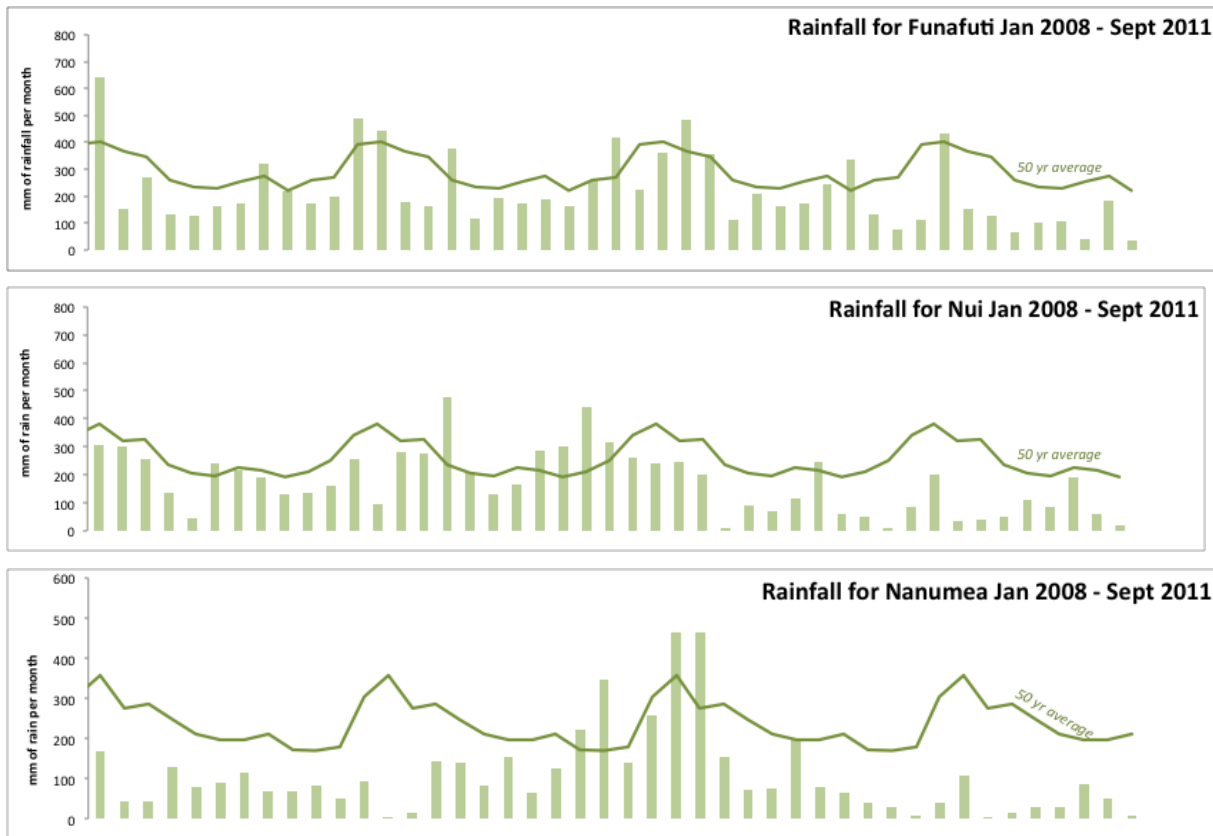 Rainfall for Funafuti Jan 2008 - Sept 2011
mm of rainfall per month
800
700
600
500
400
300
200
100
0
50 yr average
Rainfall for Nui Jan 2008 - Sept 2011
mm of rain per month
800
700
600
500
400
300
200
100
0
50 yr average
Rainfall for Nanumea Jan 2008 - Sept 2011
mm of rain per month
600
500
400
300
200
100
0
50 yr average